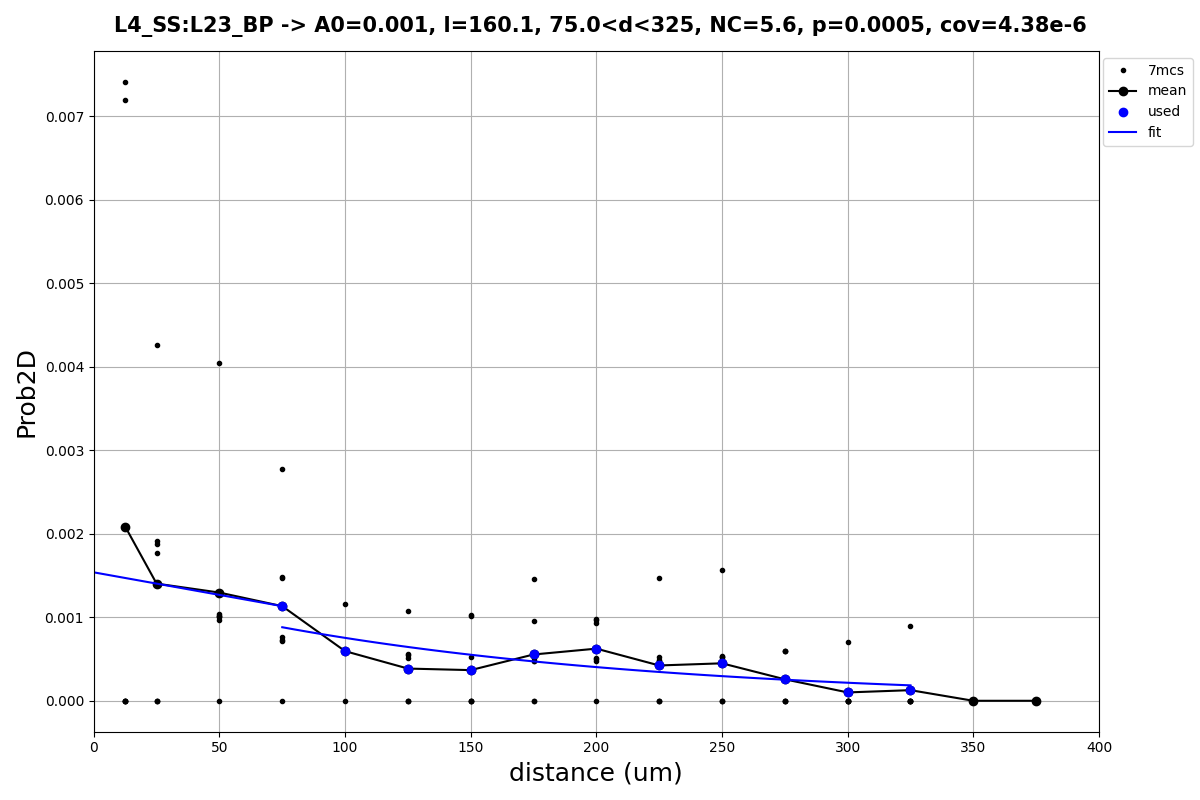 L4_SS:L23_BP -> A0=0.001, l=160.1, 75.0<d<325, NC=5.6, p=0.0005, cov=4.38e-6
7mcs
mean
used
fit
Prob2D
0.007
0.006
0.005
0.004
0.003
0.002
0.001
0.000
0 50 100 150 200 250 300 350 400
distance (um)